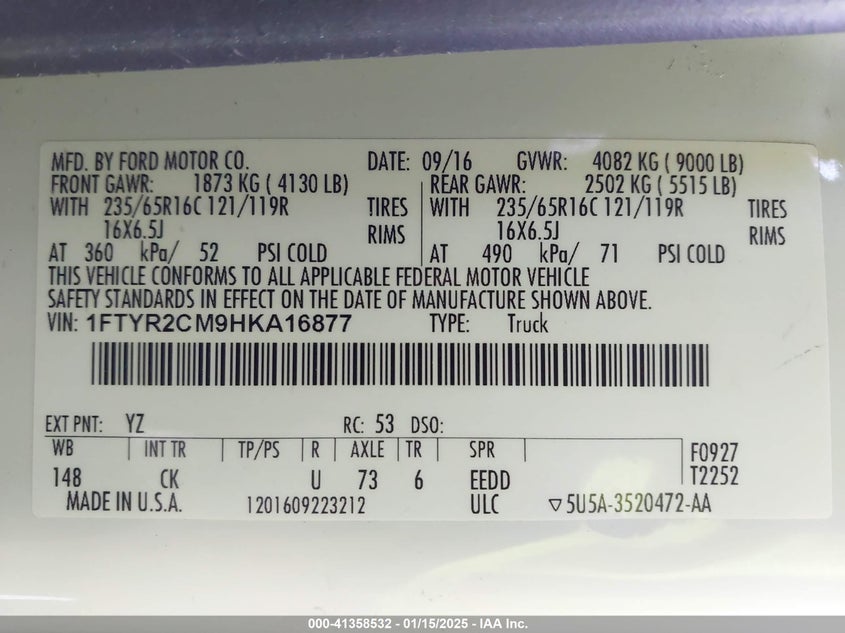 MFD. BY FORD MOTOR CO. DATE: 09/16 GVWR: 4082 KG ( 9000 LB)
FRONT GAWR: 1873 KG ( 4130 LB) REAR GAWR: 2502 KG ( 5515 LB)
WITH 235/65R16C 121/119R TIRES WITH 235/65R16C 121/119R TIRES
16X6.5J RIMS 16X6.5J RIMS
AT 360 kPa/ 52 PSI COLD AT 490 kPa/ 71 PSI COLD
THIS VEHICLE CONFORMS TO ALL APPLICABLE FEDERAL MOTOR VEHICLE
SAFETY STANDARDS IN EFFECT ON THE DATE OF MANUFACTURE SHOWN ABOVE.
VIN: 1FTYR2CM9HKA16877 TYPE: Truck
EXT PNT: YZ RC: 53 DSO:
WB INT TR TP/PS R AXLE TR SPR F0927
148 CK U 73 6 EEDD T2252
MADE IN U.S.A. 1201609223212 ULC ▽5U5A-3520472-AA
000-41358532 - 01/15/2025 - IAA Inc.